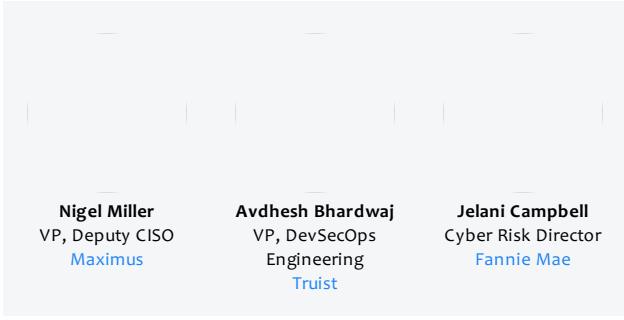 Nigel Miller
VP, Deputy CISO
Maximus
Avdhesh Bhardwaj
VP, DevSecOps
Engineering
Truist
Jelani Campbell
Cyber Risk Director
Fannie Mae